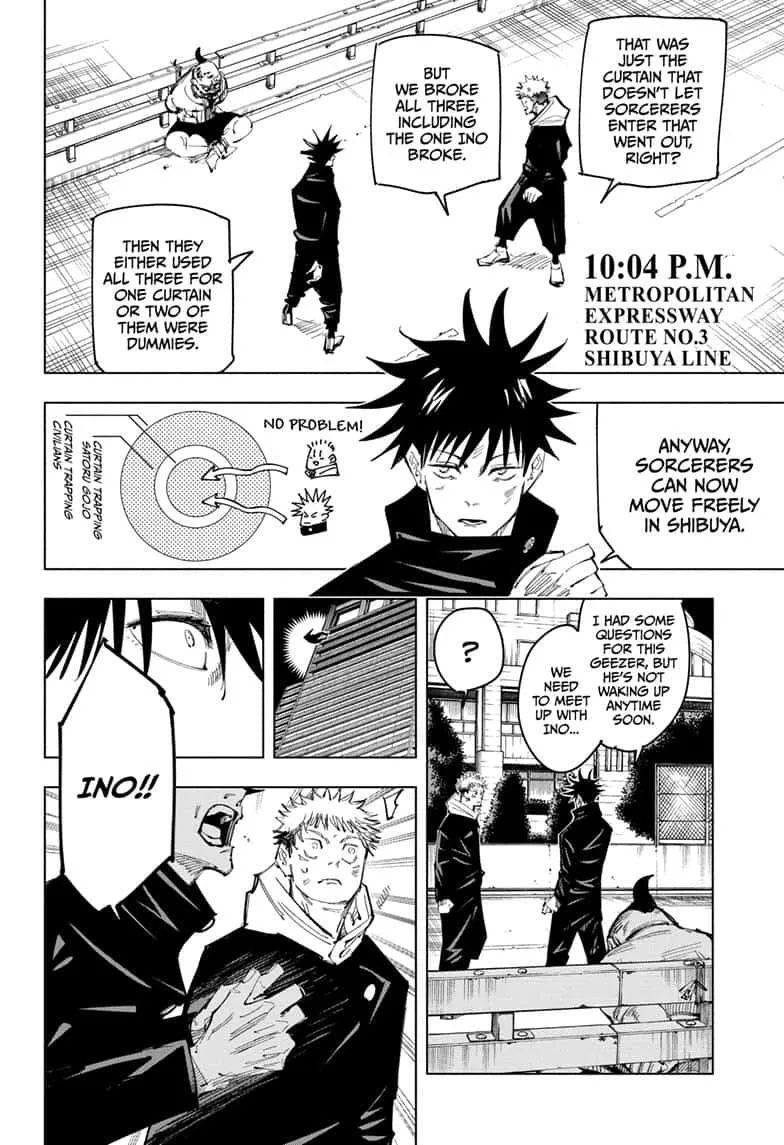 THAT WAS
JUST THE
CURTAIN THAT
DOESN'T LET
SORCERERS
ENTER THAT
WENT OUT,
RIGHT?
BUT
WE BROKE
ALL THREE,
INCLUDING
THE ONE INO
BROKE.
THEN THEY
EITHER USED
ALL THREE FOR
ONE CURTAIN
OR TWO OF
THEM WERE
DUMMIES.
10:04 P.M.
METROPOLITAN
EXPRESSWAY
ROUTE NO.3
SHIBUYA LINE
ANYWAY,
SORCERERS
CAN NOW
MOVE FREELY
IN SHIBUYA.
NO PROBLEM!
CURTAIN TRAPPING
SATORU GOJO
CURTAIN TRAPPING
CIVILIANS
I HAD SOME
QUESTIONS
FOR THIS
GEEZER, BUT
HE'S NOT
WAKING UP
ANYTIME
SOON.
WE
NEED
TO MEET
UP WITH
INO...
?
INO!!